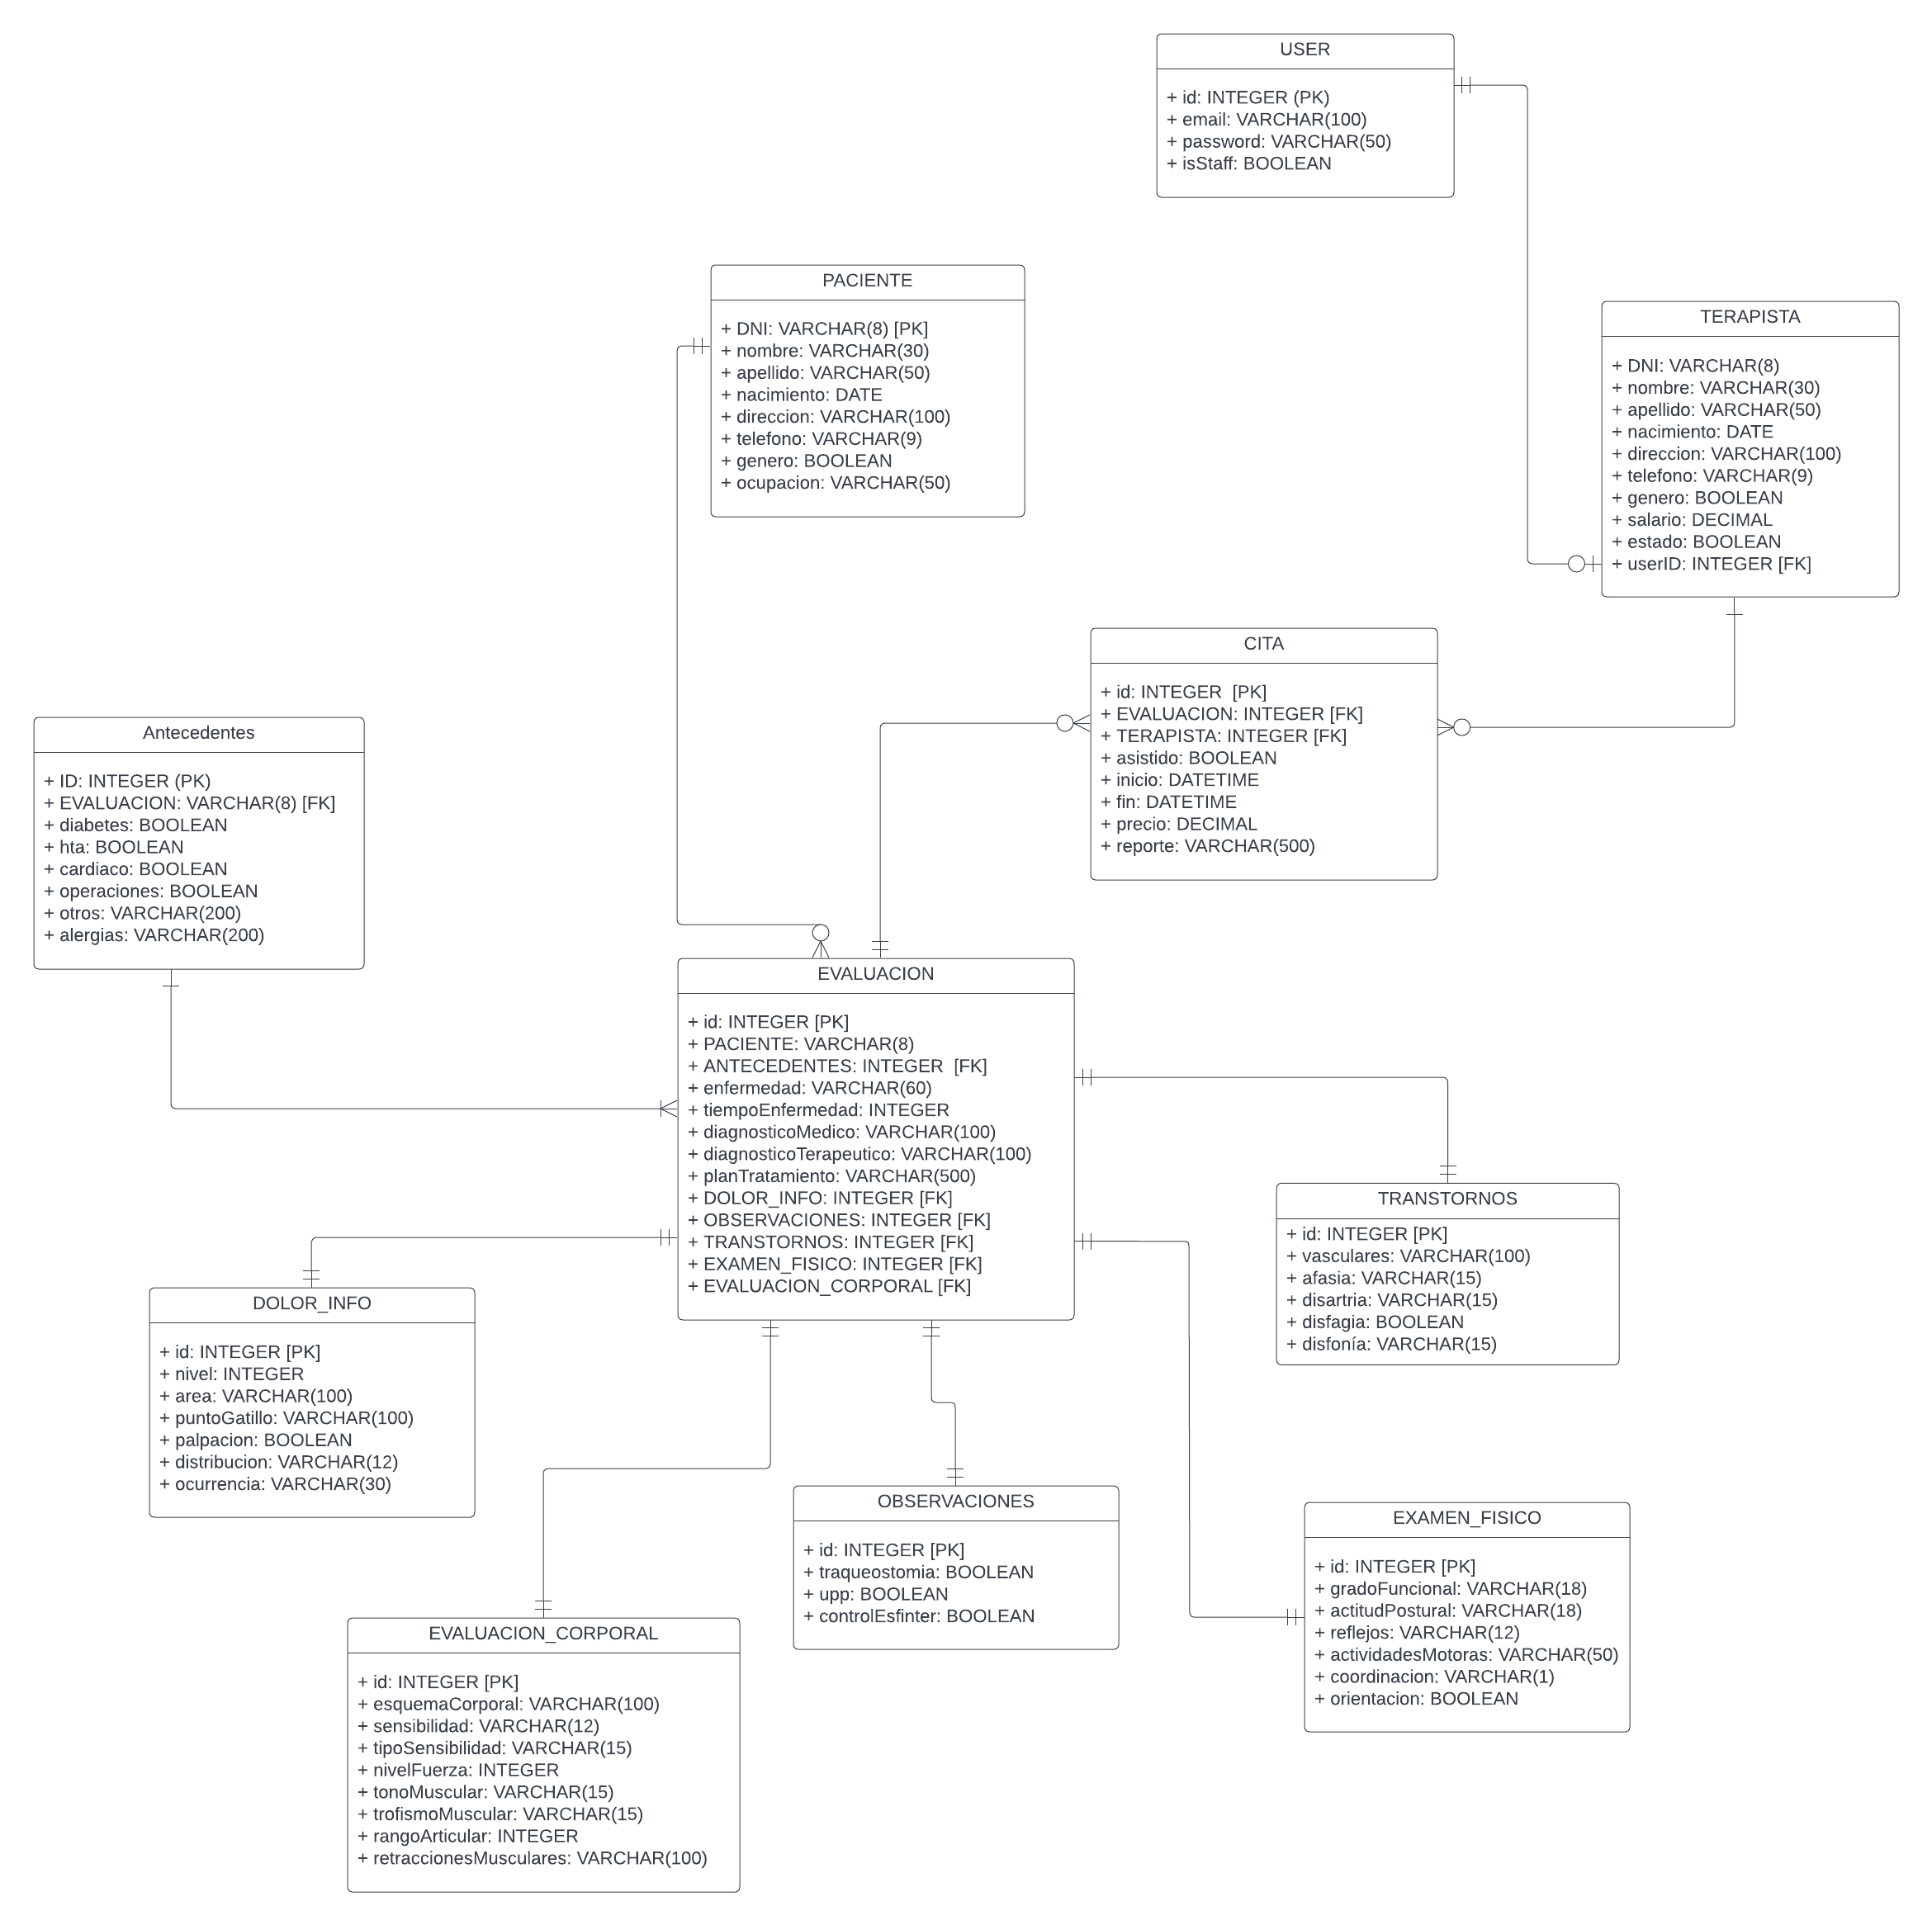 USER
+ id: INTEGER (PK)
+ email: VARCHAR(100)
+ password: VARCHAR(50)
+ isStaff: BOOLEAN
PACIENTE
+ DNI: VARCHAR(8) [PK]
+ nombre: VARCHAR(30)
+ apellido: VARCHAR(50)
+ nacimiento: DATE
+ direccion: VARCHAR(100)
+ telefono: VARCHAR(9)
+ genero: BOOLEAN
+ ocupacion: VARCHAR(50)
TERAPISTA
+ DNI: VARCHAR(8)
+ nombre: VARCHAR(30)
+ apellido: VARCHAR(50)
+ nacimiento: DATE
+ direccion: VARCHAR(100)
+ telefono: VARCHAR(9)
+ genero: BOOLEAN
+ salario: DECIMAL
+ estado: BOOLEAN
+ userID: INTEGER [FK]
CITA
+ id: INTEGER  [PK]
+ EVALUACION: INTEGER [FK]
+ TERAPISTA: INTEGER [FK]
+ asistido: BOOLEAN
+ inicio: DATETIME
+ fin: DATETIME
+ precio: DECIMAL
+ reporte: VARCHAR(500)
Antecedentes
+ ID: INTEGER (PK)
+ EVALUACION: VARCHAR(8) [FK]
+ diabetes: BOOLEAN
+ hta: BOOLEAN
+ cardiaco: BOOLEAN
+ operaciones: BOOLEAN
+ otros: VARCHAR(200)
+ alergias: VARCHAR(200)
EVALUACION
+ id: INTEGER [PK]
+ PACIENTE: VARCHAR(8)
+ ANTECEDENTES: INTEGER  [FK]
+ enfermedad: VARCHAR(60)
+ tiempoEnfermedad: INTEGER
+ diagnosticoMedico: VARCHAR(100)
+ diagnosticoTerapeutico: VARCHAR(100)
+ planTratamiento: VARCHAR(500)
+ DOLOR_INFO: INTEGER [FK]
+ OBSERVACIONES: INTEGER [FK]
+ TRANSTORNOS: INTEGER [FK]
+ EXAMEN_FISICO: INTEGER [FK]
+ EVALUACION_CORPORAL [FK]
TRANSTORNOS
+ id: INTEGER [PK]
+ vasculares: VARCHAR(100)
+ afasia: VARCHAR(15)
+ disartria: VARCHAR(15)
+ disfagia: BOOLEAN
+ disfonía: VARCHAR(15)
DOLOR_INFO
+ id: INTEGER [PK]
+ nivel: INTEGER
+ area: VARCHAR(100)
+ puntoGatillo: VARCHAR(100)
+ palpacion: BOOLEAN
+ distribucion: VARCHAR(12)
+ ocurrencia: VARCHAR(30)
OBSERVACIONES
+ id: INTEGER [PK]
+ traqueostomia: BOOLEAN
+ upp: BOOLEAN
+ controlEsfinter: BOOLEAN
EXAMEN_FISICO
+ id: INTEGER [PK]
+ gradoFuncional: VARCHAR(18)
+ actitudPostural: VARCHAR(18)
+ reflejos: VARCHAR(12)
+ actividadesMotoras: VARCHAR(50)
+ coordinacion: VARCHAR(1)
+ orientacion: BOOLEAN
EVALUACION_CORPORAL
+ id: INTEGER [PK]
+ esquemaCorporal: VARCHAR(100)
+ sensibilidad: VARCHAR(12)
+ tipoSensibilidad: VARCHAR(15)
+ nivelFuerza: INTEGER
+ tonoMuscular: VARCHAR(15)
+ trofismoMuscular: VARCHAR(15)
+ rangoArticular: INTEGER
+ retraccionesMusculares: VARCHAR(100)